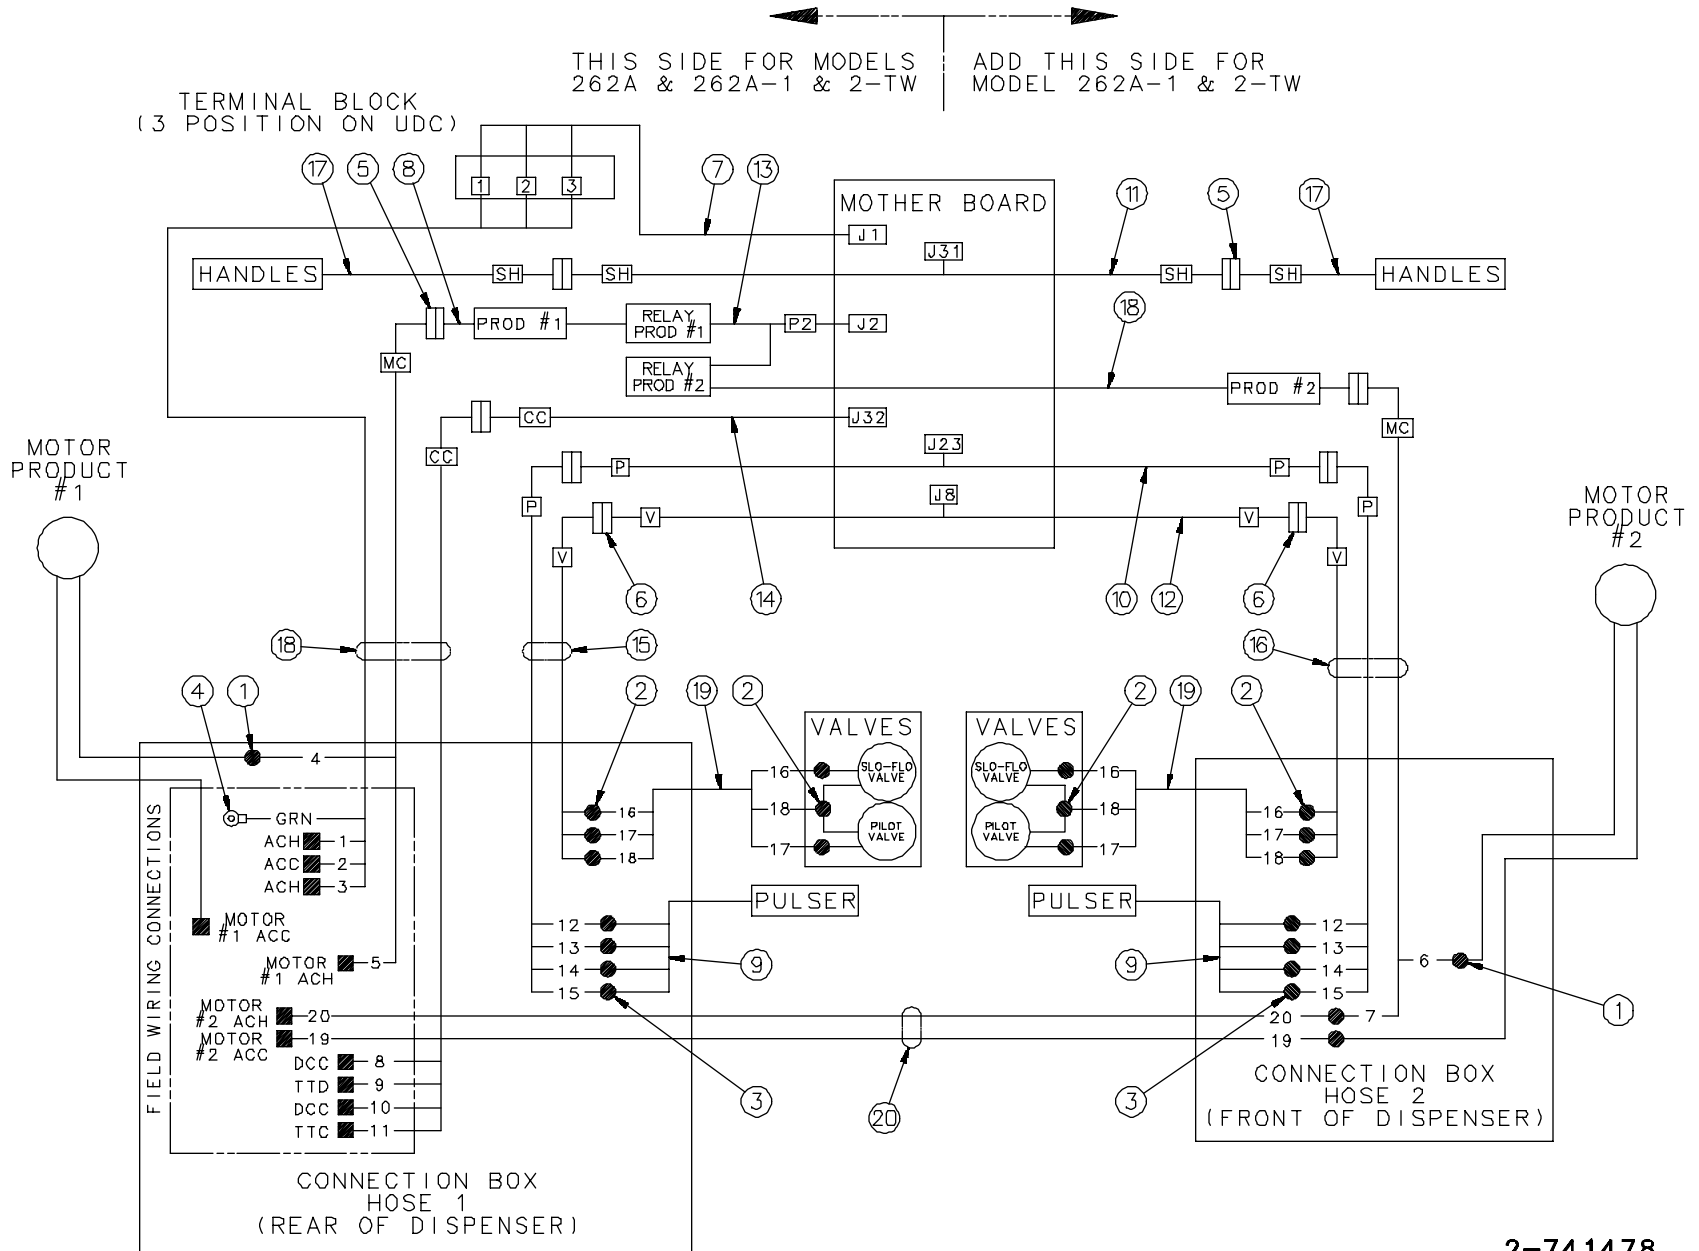 THIS SIDE FOR MODELS
262A & 262A-1 & 2-TW
ADD THIS SIDE FOR
MODEL 262A-1 & 2-TW
TERMINAL BLOCK
(3 POSITION ON UDC)
17
5
8
1
2
3
7
13
MOTHER BOARD
11
5
17
J1
J31
HANDLES
SH
SH
SH
SH
HANDLES
18
PROD #1
RELAY
PROD #1
P2
J2
MC
RELAY
PROD #2
PROD #2
CC
J32
MC
MOTOR
PRODUCT
#1
CC
J23
P
P
P
J8
P
V
V
V
V
MOTOR
PRODUCT
#2
6
14
10
12
6
18
15
16
4
1
2
19
2
2
19
2
VALVES
VALVES
4
16
SLO-FLO
VALVE
SLO-FLO
VALVE
16
18
18
17
PILOT
VALVE
PILOT
VALVE
17
16
17
18
16
17
18
FIELD WIRING CONNECTIONS
GRN
ACH
1
ACC
2
ACH
3
MOTOR
#1 ACC
MOTOR
#1 ACH
5
MOTOR
#2 ACH
20
MOTOR
#2 ACC
19
DCC
8
TTD
9
DCC
10
TTC
11
PULSER
PULSER
12
13
14
15
9
9
12
13
14
15
6
1
20
7
19
3
20
3
CONNECTION BOX
HOSE 2
(FRONT OF DISPENSER)
CONNECTION BOX
HOSE 1
(REAR OF DISPENSER)
2-741478